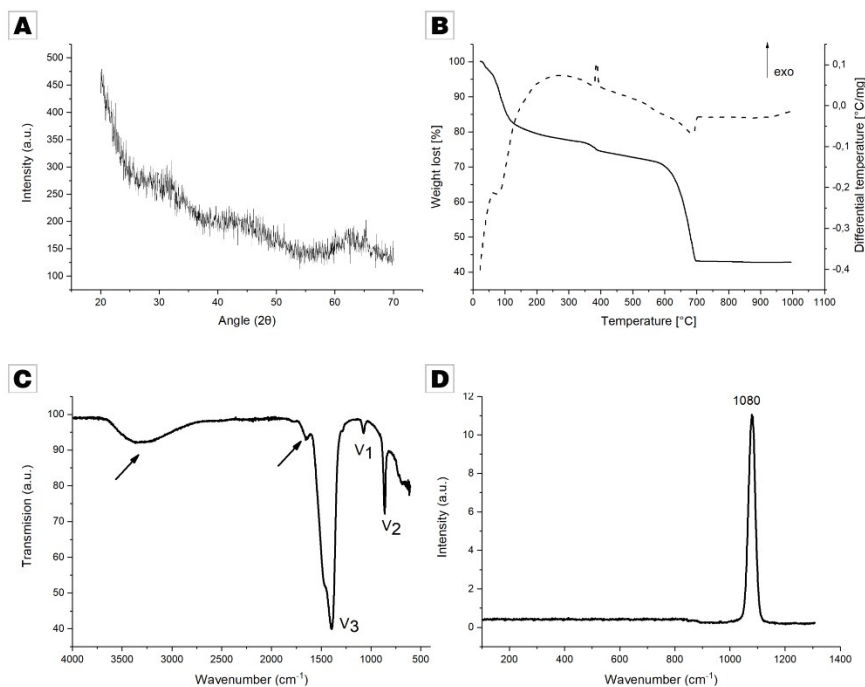 A
500
450
400
350
300
250
200
150
100
Intensity (a.u.)
20 30 40 50 60 70
Angle (2θ)
B
100
90
80
70
60
50
40
Weight lost [%]
exo
0,1
0,0
-0,1
-0,2
-0,3
-0,4
Differential temperature [°C/mg]
0 100 200 300 400 500 600 700 800 900 1000 1100
Temperature [°C]
C
100
90
80
70
60
50
40
Transmision (a.u.)
V1
V2
V3
4000 3500 3000 2500 2000 1500 1000 500
Wavenumber (cm-1)
D
1080
12
10
8
6
4
2
0
Intensity (a.u.)
200 400 600 800 1000 1200 1400
Wavenumber (cm-1)